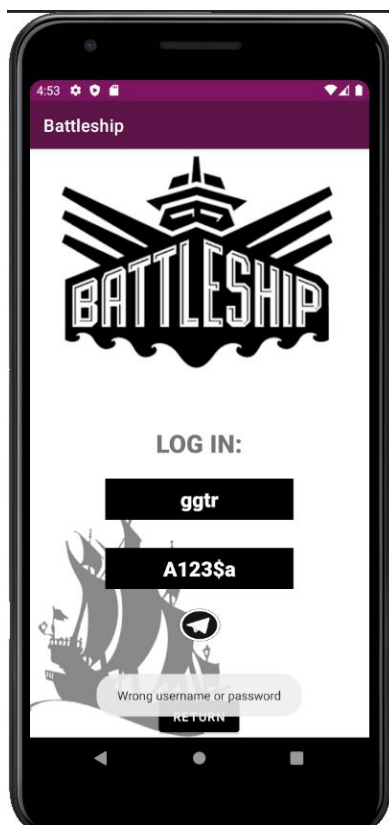 4:53
Battleship
BATTLESHIP
LOG IN:
ggtr
A123$a
Wrong username or password
RETURN